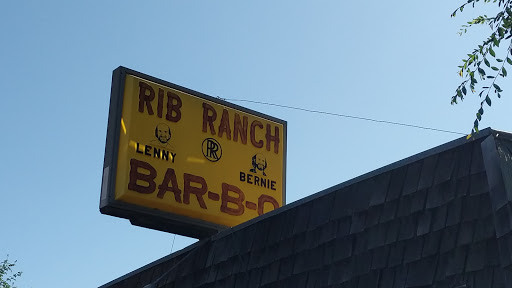 RIB RANCH
LENNY
RR
BERNIE
BAR-B-Q